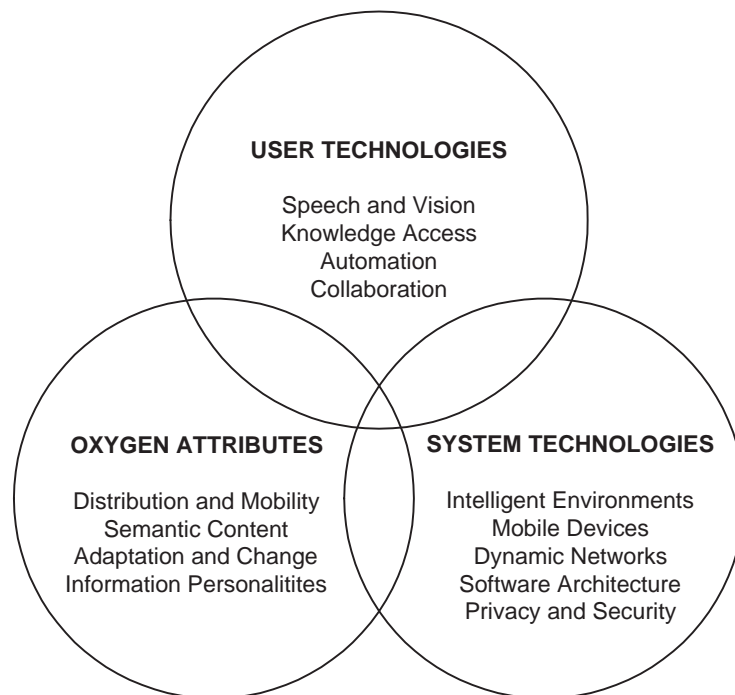 USER TECHNOLOGIES
Speech and Vision
Knowledge Access
Automation
Collaboration
OXYGEN ATTRIBUTES
Distribution and Mobility
Semantic Content
Adaptation and Change
Information Personalitites
SYSTEM TECHNOLOGIES
Intelligent Environments
Mobile Devices
Dynamic Networks
Software Architecture
Privacy and Security